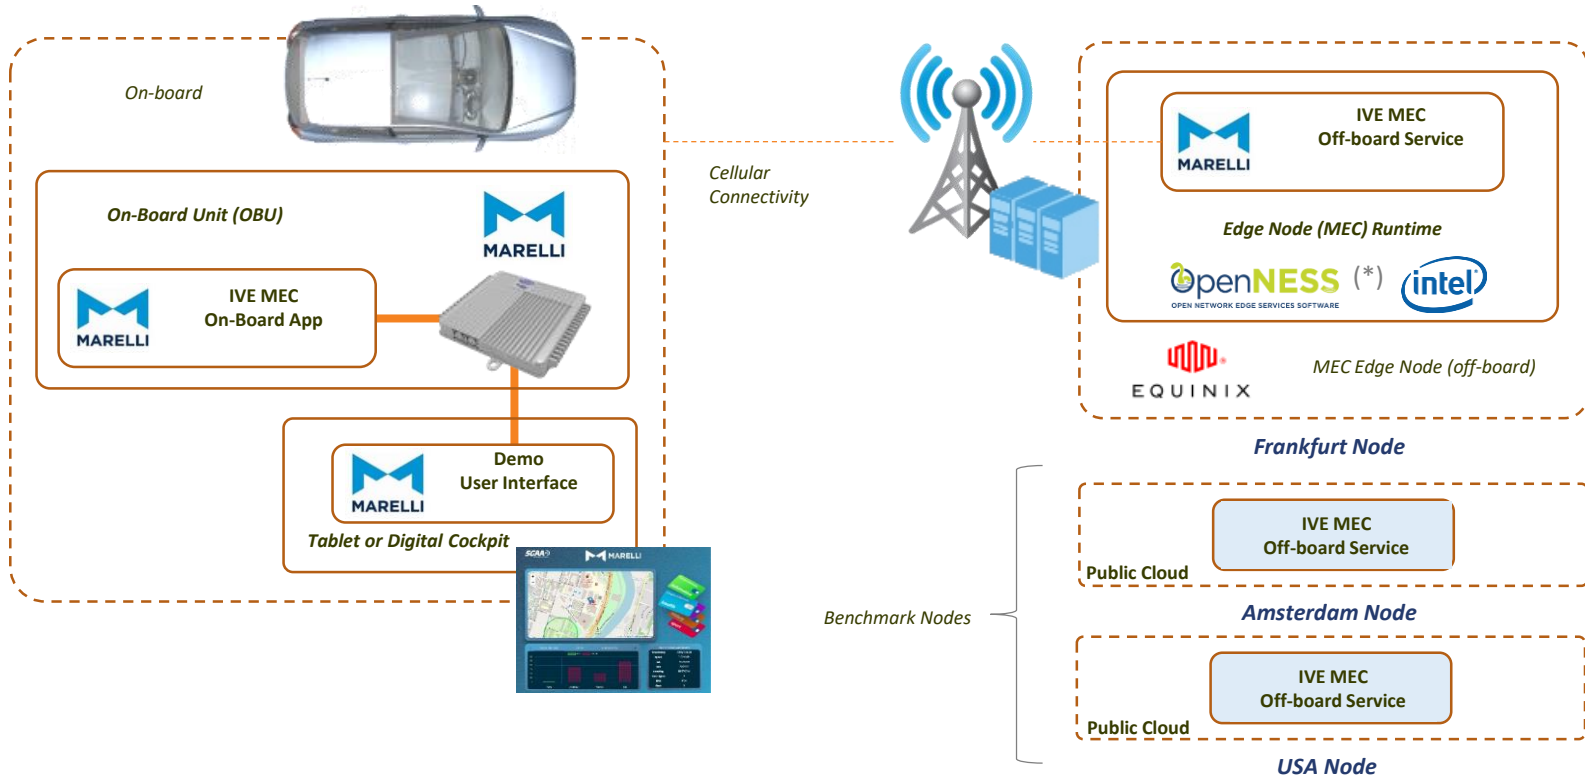 On-board
On-Board Unit (OBU)
MARELLI
MARELLI
IVE MEC
On-Board App
MARELLI
Demo
User Interface
Tablet or Digital Cockpit
SCAA
MARELLI
Cellular
Connectivity
MARELLI
IVE MEC
Off-board Service
Edge Node (MEC) Runtime
OpenNESS
OPEN NETWORK EDGE SERVICES SOFTWARE
(*)
intel®
EQUINIX
MEC Edge Node (off-board)
Frankfurt Node
Benchmark Nodes
IVE MEC
Off-board Service
Public Cloud
Amsterdam Node
IVE MEC
Off-board Service
Public Cloud
USA Node